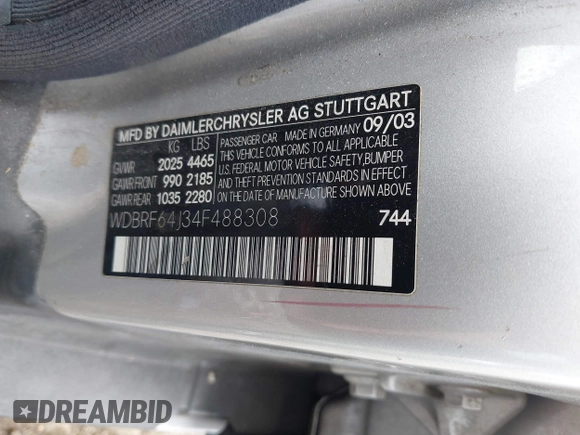 MFD BY DAIMLERCHRYSLER AG STUTTGART
KG LBS
GVWR 2025 4465
GAWR FRONT 990 2185
GAWR REAR 1035 2280
PASSENGER CAR MADE IN GERMANY 09/03
THIS VEHICLE CONFORMS TO ALL APPLICABLE
U.S. FEDERAL MOTOR VEHICLE SAFETY, BUMPER
AND THEFT PREVENTION STANDARDS IN EFFECT
ON THE DATE OF MANUFACTURE SHOWN ABOVE
WDBRF64J34F488308 744
DREAMBID